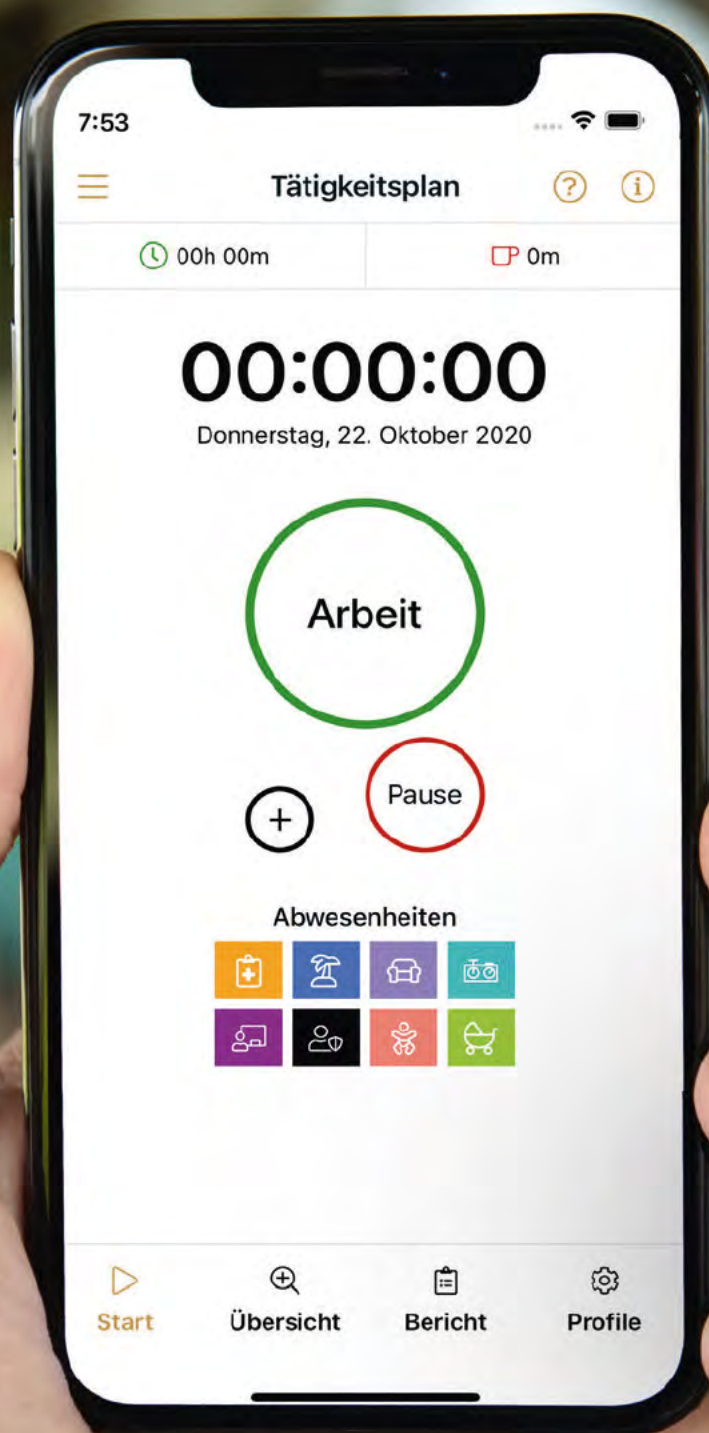 7:53
Tätigkeitsplan
?
i
00h 00m
0m
00:00:00
Donnerstag, 22. Oktober 2020
Arbeit
Pause
+
Abwesenheiten
Start
Übersicht
Bericht
Profile